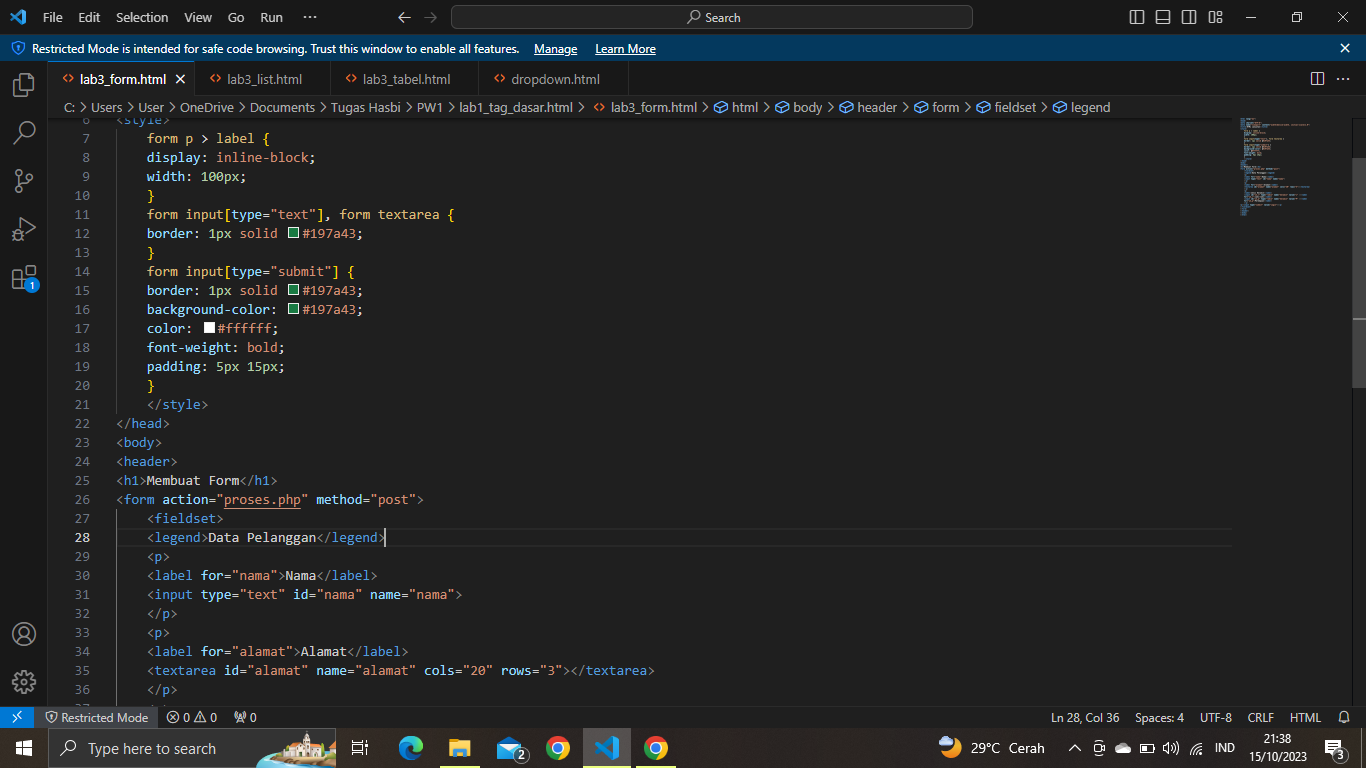 File Edit Selection View Go Run ··· Search
Restricted Mode is intended for safe code browsing. Trust this window to enable all features. Manage Learn More
lab3_form.html lab3_list.html lab3_tabel.html dropdown.html
C: > Users > User > OneDrive > Documents > Tugas Hasbi > PW1 > lab1_tag_dasar.html > lab3_form.html > html > body > header > form > fieldset > legend
6 <style>
7 form p > label {
8 display: inline-block;
9 width: 100px;
10 }
11 form input[type="text"], form textarea {
12 border: 1px solid #197a43;
13 }
14 form input[type="submit"] {
15 border: 1px solid #197a43;
16 background-color: #197a43;
17 color: #ffffff;
18 font-weight: bold;
19 padding: 5px 15px;
20 }
21 </style>
22 </head>
23 <body>
24 <header>
25 <h1>Membuat Form</h1>
26 <form action="proses.php" method="post">
27 <fieldset>
28 <legend>Data Pelanggan</legend>
29 <p>
30 <label for="nama">Nama</label>
31 <input type="text" id="nama" name="nama">
32 </p>
33 <p>
34 <label for="alamat">Alamat</label>
35 <textarea id="alamat" name="alamat" cols="20" rows="3"></textarea>
36 </p>
1
Restricted Mode 0 0 0 Ln 28, Col 36 Spaces: 4 UTF-8 CRLF HTML
Type here to search 2 29°C Cerah IND 21:38
15/10/2023 3